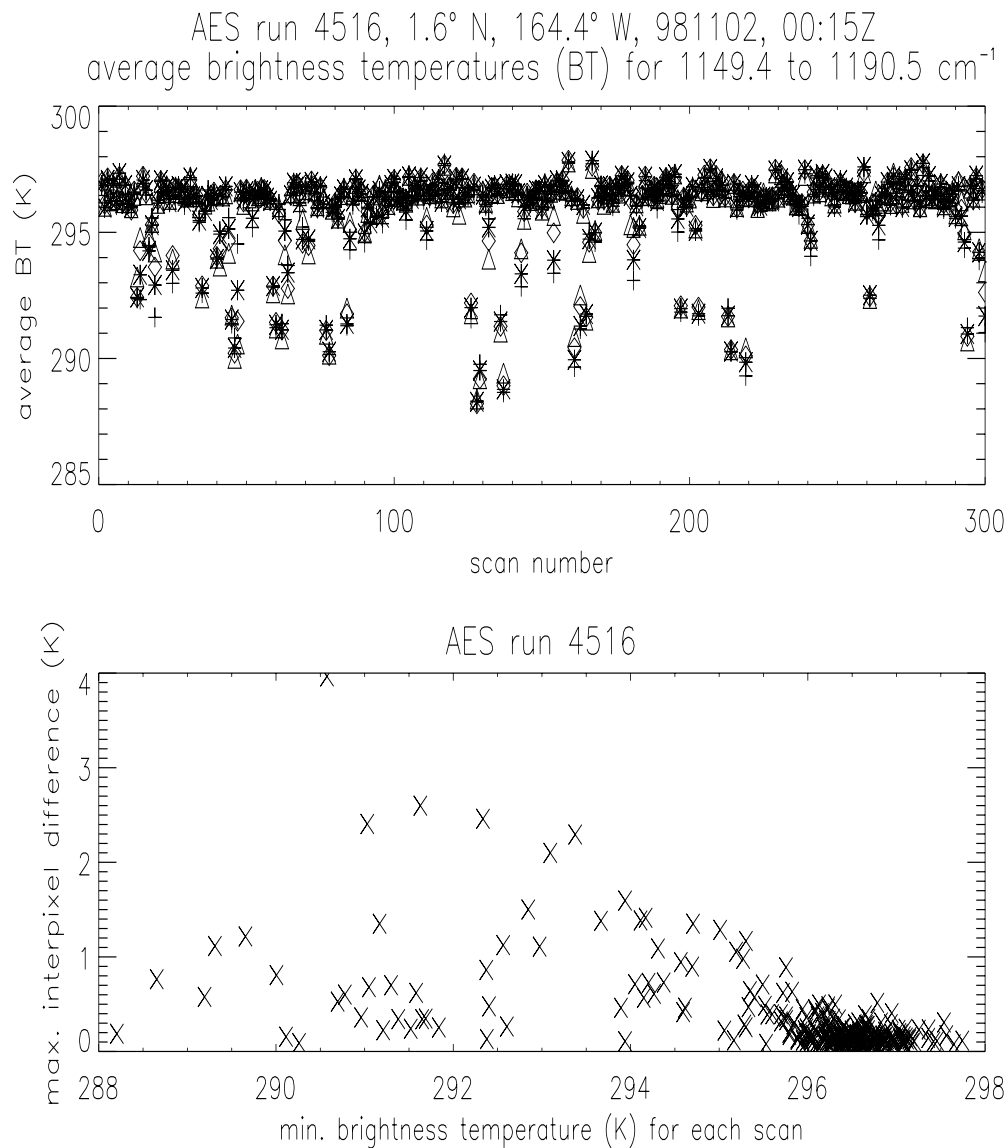 AES run 4516, 1.6° N, 164.4° W, 981102, 00:15Z
average brightness temperatures (BT) for 1149.4 to 1190.5 cm⁻¹
average BT (K)
300
295
290
285
0 100 200 300
scan number
AES run 4516
max. interpixel difference (K)
4
3
2
1
0
288 290 292 294 296 298
min. brightness temperature (K) for each scan